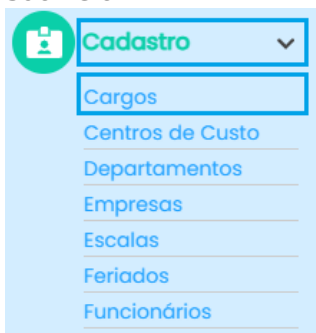 Cadastro
Cargos
Centros de Custo
Departamentos
Empresas
Escalas
Feriados
Funcionários